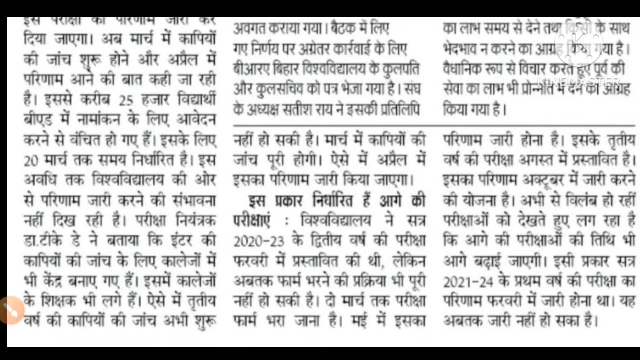 इस परीक्षा का परिणाम जारी कर
दिया जाएगा। अब मार्च में कापियों
की जांच शुरू होने और अप्रैल में
परिणाम आने की बात कही जा रही
है। इससे करीब 25 हजार विद्यार्थी
बीएड में नामांकन के लिए आवेदन
करने से वंचित हो गए हैं। इसके लिए
20 मार्च तक समय निर्धारित है। इस
अवधि तक विश्वविद्यालय की ओर
से परिणाम जारी करने की संभावना
नहीं दिख रही है। परीक्षा नियंत्रक
डा.टीके डे ने बताया कि इंटर की
कापियों की जांच के लिए कालेजों में
भी केंद्र बनाए गए हैं। इसमें कालेजों
के शिक्षक भी लगे हैं। ऐसे में तृतीय
वर्ष की कापियों की जांच अभी शुरू
अवगत कराया गया। बैठक में लिए
गए निर्णय पर अग्रेतर कार्रवाई के लिए
बीआरए बिहार विश्वविद्यालय के कुलपति
और कुलसचिव को पत्र भेजा गया है। संघ
के अध्यक्ष सतीश राय ने इसकी प्रतिलिपि
का लाभ समय से देने तथा के साथ
भेदभाव न करने का आग्रह किया गया है।
वैधानिक रूप से विचार करते हुए पूर्व की
सेवा का लाभ भी प्रोन्नति में देने का आग्रह
किया गया है।
नहीं हो सकी है। मार्च में कापियों की
जांच पूरी होगी। ऐसे में अप्रैल में
इसका परिणाम जारी किया जाएगा।
इस प्रकार निर्धारित हैं आगे की
परीक्षाएं : विश्वविद्यालय ने सत्र
2020-23 के द्वितीय वर्ष की परीक्षा
फरवरी में प्रस्तावित की थी, लेकिन
अबतक फार्म भरने की प्रक्रिया भी पूरी
नहीं हो सकी है। दो मार्च तक परीक्षा
फार्म भरा जाना है। मई में इसका
परिणाम जारी होना है। इसके तृतीय
वर्ष की परीक्षा अगस्त में प्रस्तावित है।
इसका परिणाम अक्टूबर में जारी करने
की योजना है। अभी से विलंब हो रहीं
परीक्षाओं को देखते हुए लग रहा है
कि आगे की परीक्षाओं की तिथि भी
आगे बढ़ाई जाएगी। इसी प्रकार सत्र
2021-24 के प्रथम वर्ष की परीक्षा का
परिणाम फरवरी में जारी होना था। यह
अबतक जारी नहीं हो सका है।